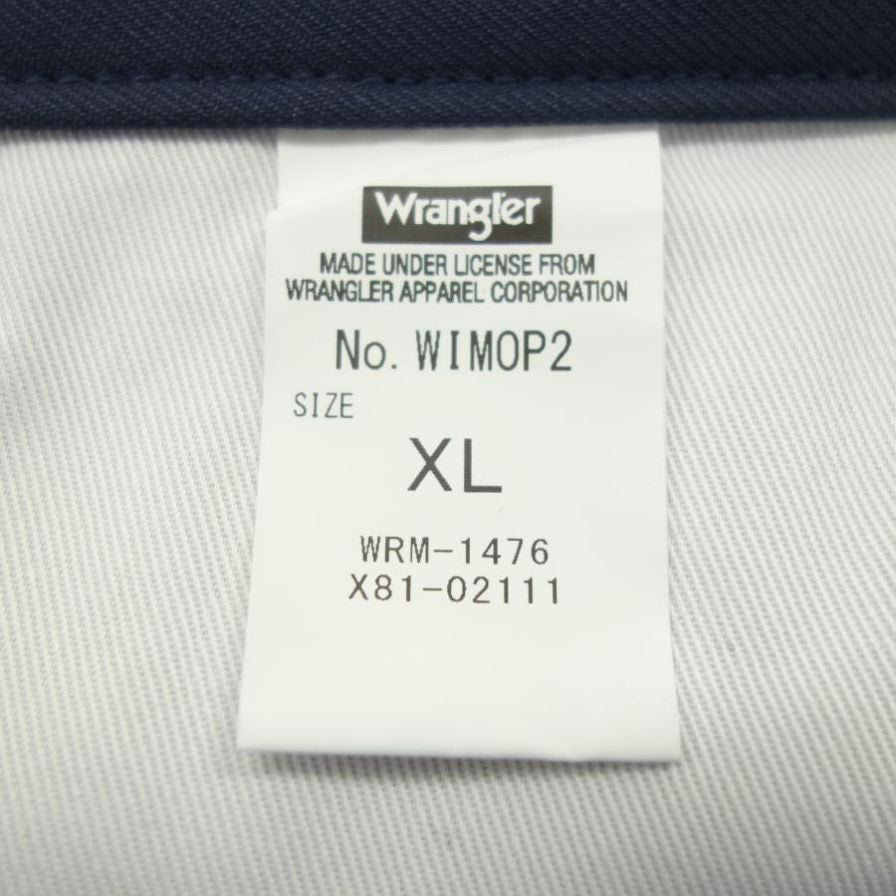 Wrangler
MADE UNDER LICENSE FROM
WRANGLER APPAREL CORPORATION
No. WIMOP2
SIZE
XL
WRM-1476
X81-02111